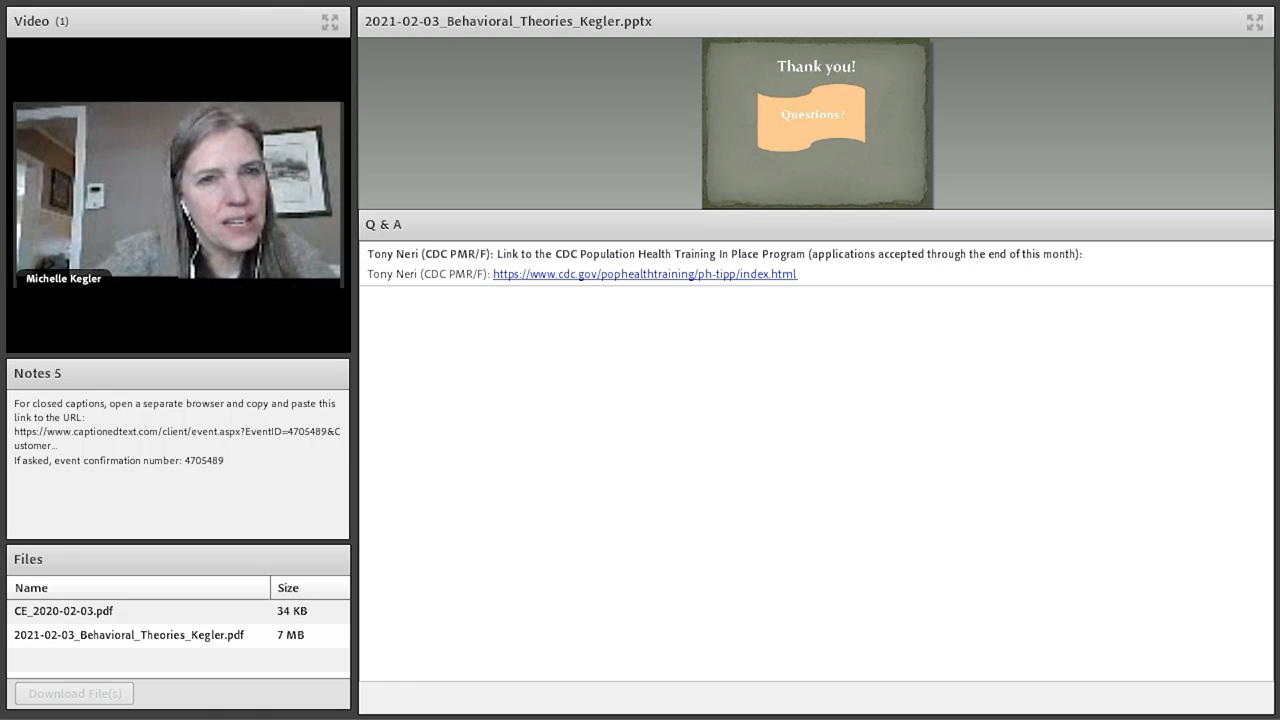 Video (1)
Michelle Kegler
Notes 5
For closed captions, open a separate browser and copy and paste this
link to the URL:
https://www.captionedtext.com/client/event.aspx?EventID=4705489&C
ustomer...
If asked, event confirmation number: 4705489
Files
Name Size
CE_2020-02-03.pdf 34 KB
2021-02-03_Behavioral_Theories_Kegler.pdf 7 MB
Download File(s)
2021-02-03_Behavioral_Theories_Kegler.pptx
Thank you!
Questions?
Q & A
Tony Neri (CDC PMR/F): Link to the CDC Population Health Training In Place Program (applications accepted through the end of this month):
Tony Neri (CDC PMR/F): https://www.cdc.gov/pophealthtraining/ph-tipp/index.html